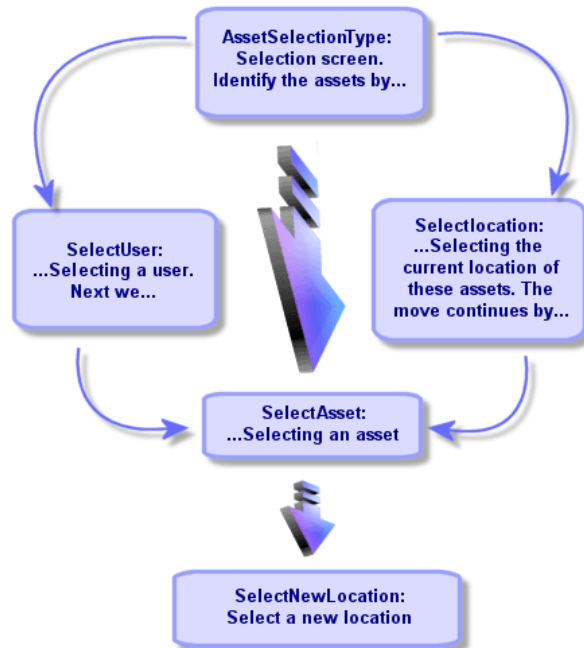 AssetSelectionType:
Selection screen.
Identify the assets by...
SelectUser:
...Selecting a user.
Next we...
Selectlocation:
...Selecting the
current location of
these assets. The
move continues by...
SelectAsset:
...Selecting an asset
SelectNewLocation:
Select a new location